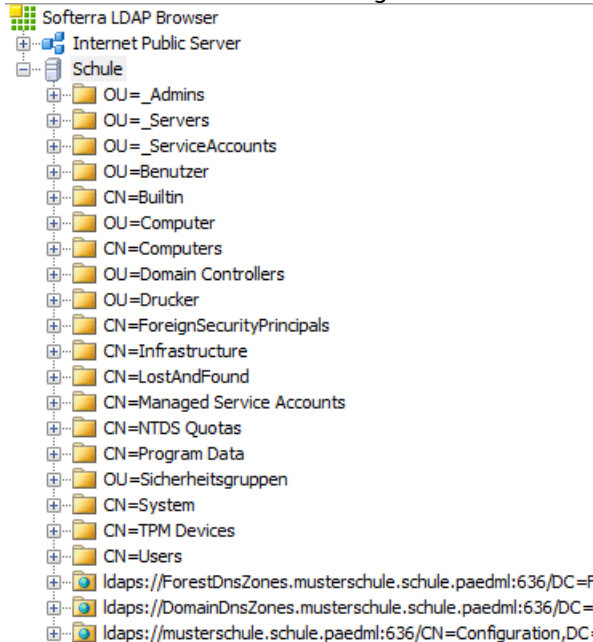 Softerra LDAP Browser
Internet Public Server
Schule
OU=_Admins
OU=_Servers
OU=_ServiceAccounts
OU=Benutzer
CN=Builtin
OU=Computer
CN=Computers
OU=Domain Controllers
OU=Drucker
CN=ForeignSecurityPrincipals
CN=Infrastructure
CN=LostAndFound
CN=Managed Service Accounts
CN=NTDS Quotas
CN=Program Data
OU=Sicherheitsgruppen
CN=System
CN=TPM Devices
CN=Users
ldaps://ForestDnsZones.musterschule.schule.paedml:636/DC=F
ldaps://DomainDnsZones.musterschule.schule.paedml:636/DC=
ldaps://musterschule.schule.paedml:636/CN=Configuration,DC=